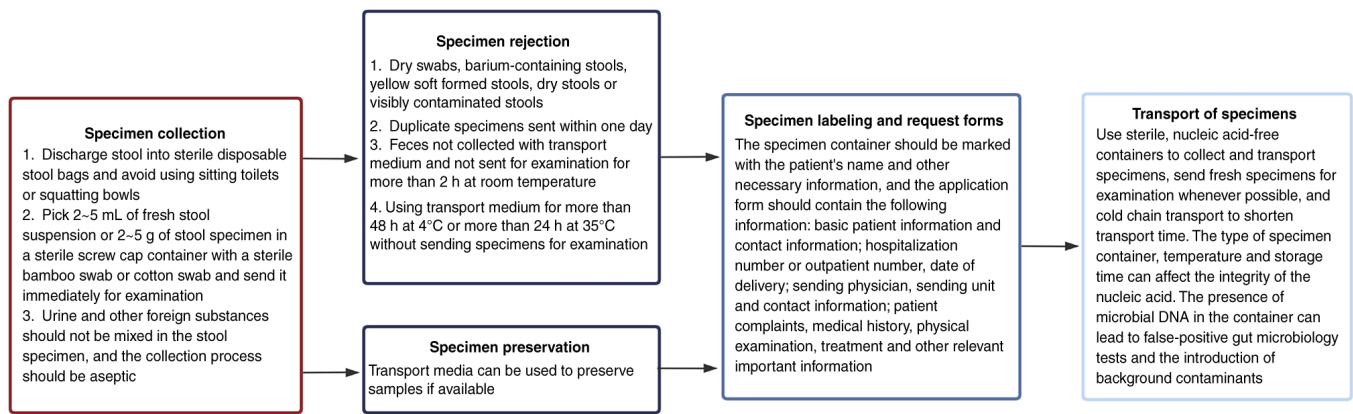 Specimen collection
1. Discharge stool into sterile disposable
stool bags and avoid using sitting toilets
or squatting bowls
2. Pick 2~5 mL of fresh stool
suspension or 2~5 g of stool specimen in
a sterile screw cap container with a sterile
bamboo swab or cotton swab and send it
immediately for examination
3. Urine and other foreign substances
should not be mixed in the stool
specimen, and the collection process
should be aseptic
Specimen rejection
1. Dry swabs, barium-containing stools,
yellow soft formed stools, dry stools or
visibly contaminated stools
2. Duplicate specimens sent within one day
3. Feces not collected with transport
medium and not sent for examination for
more than 2 h at room temperature
4. Using transport medium for more than
48 h at 4°C or more than 24 h at 35°C
without sending specimens for examination
Specimen preservation
Transport media can be used to preserve
samples if available
Specimen labeling and request forms
The specimen container should be marked
with the patient's name and other
necessary information, and the application
form should contain the following
information: basic patient information and
contact information; hospitalization
number or outpatient number, date of
delivery; sending physician, sending unit
and contact information; patient
complaints, medical history, physical
examination, treatment and other relevant
important information
Transport of specimens
Use sterile, nucleic acid-free
containers to collect and transport
specimens, send fresh specimens for
examination whenever possible, and
cold chain transport to shorten
transport time. The type of specimen
container, temperature and storage
time can affect the integrity of the
nucleic acid. The presence of
microbial DNA in the container can
lead to false-positive gut microbiology
tests and the introduction of
background contaminants